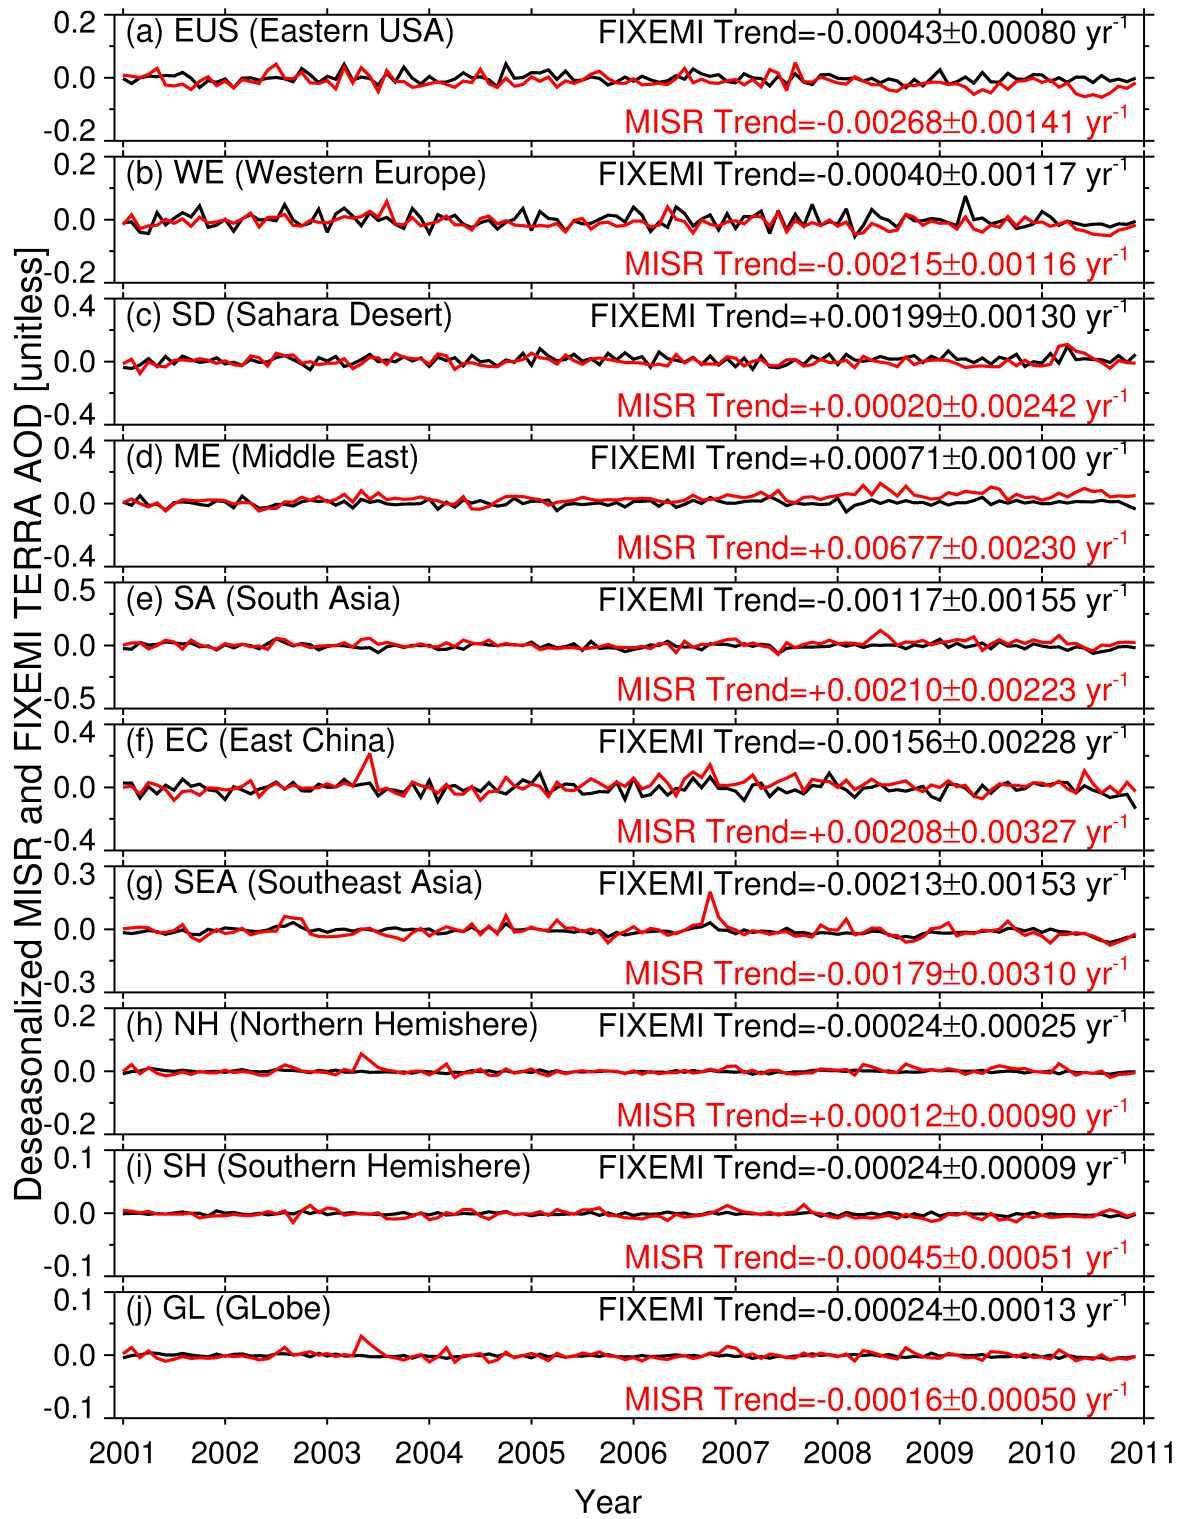 Deseasonalized MISR and FIXEMI TERRA AOD [unitless]
0.2
0.0
-0.2
(a) EUS (Eastern USA)
FIXEMI Trend=-0.00043±0.00080 yr-1
MISR Trend=-0.00268±0.00141 yr-1
0.2
0.0
-0.2
(b) WE (Western Europe)
FIXEMI Trend=-0.00040±0.00117 yr-1
MISR Trend=-0.00215±0.00116 yr-1
0.4
0.0
-0.4
(c) SD (Sahara Desert)
FIXEMI Trend=+0.00199±0.00130 yr-1
MISR Trend=+0.00020±0.00242 yr-1
0.4
0.0
-0.4
(d) ME (Middle East)
FIXEMI Trend=+0.00071±0.00100 yr-1
MISR Trend=+0.00677±0.00230 yr-1
0.5
0.0
-0.5
(e) SA (South Asia)
FIXEMI Trend=-0.00117±0.00155 yr-1
MISR Trend=+0.00210±0.00223 yr-1
0.4
0.0
-0.4
(f) EC (East China)
FIXEMI Trend=-0.00156±0.00228 yr-1
MISR Trend=+0.00208±0.00327 yr-1
0.3
0.0
-0.3
(g) SEA (Southeast Asia)
FIXEMI Trend=-0.00213±0.00153 yr-1
MISR Trend=-0.00179±0.00310 yr-1
0.2
0.0
-0.2
(h) NH (Northern Hemishere)
FIXEMI Trend=-0.00024±0.00025 yr-1
MISR Trend=+0.00012±0.00090 yr-1
0.1
0.0
-0.1
(i) SH (Southern Hemishere)
FIXEMI Trend=-0.00024±0.00009 yr-1
MISR Trend=-0.00045±0.00051 yr-1
0.1
0.0
-0.1
(j) GL (GLobe)
FIXEMI Trend=-0.00024±0.00013 yr-1
MISR Trend=-0.00016±0.00050 yr-1
2001 2002 2003 2004 2005 2006 2007 2008 2009 2010 2011
Year